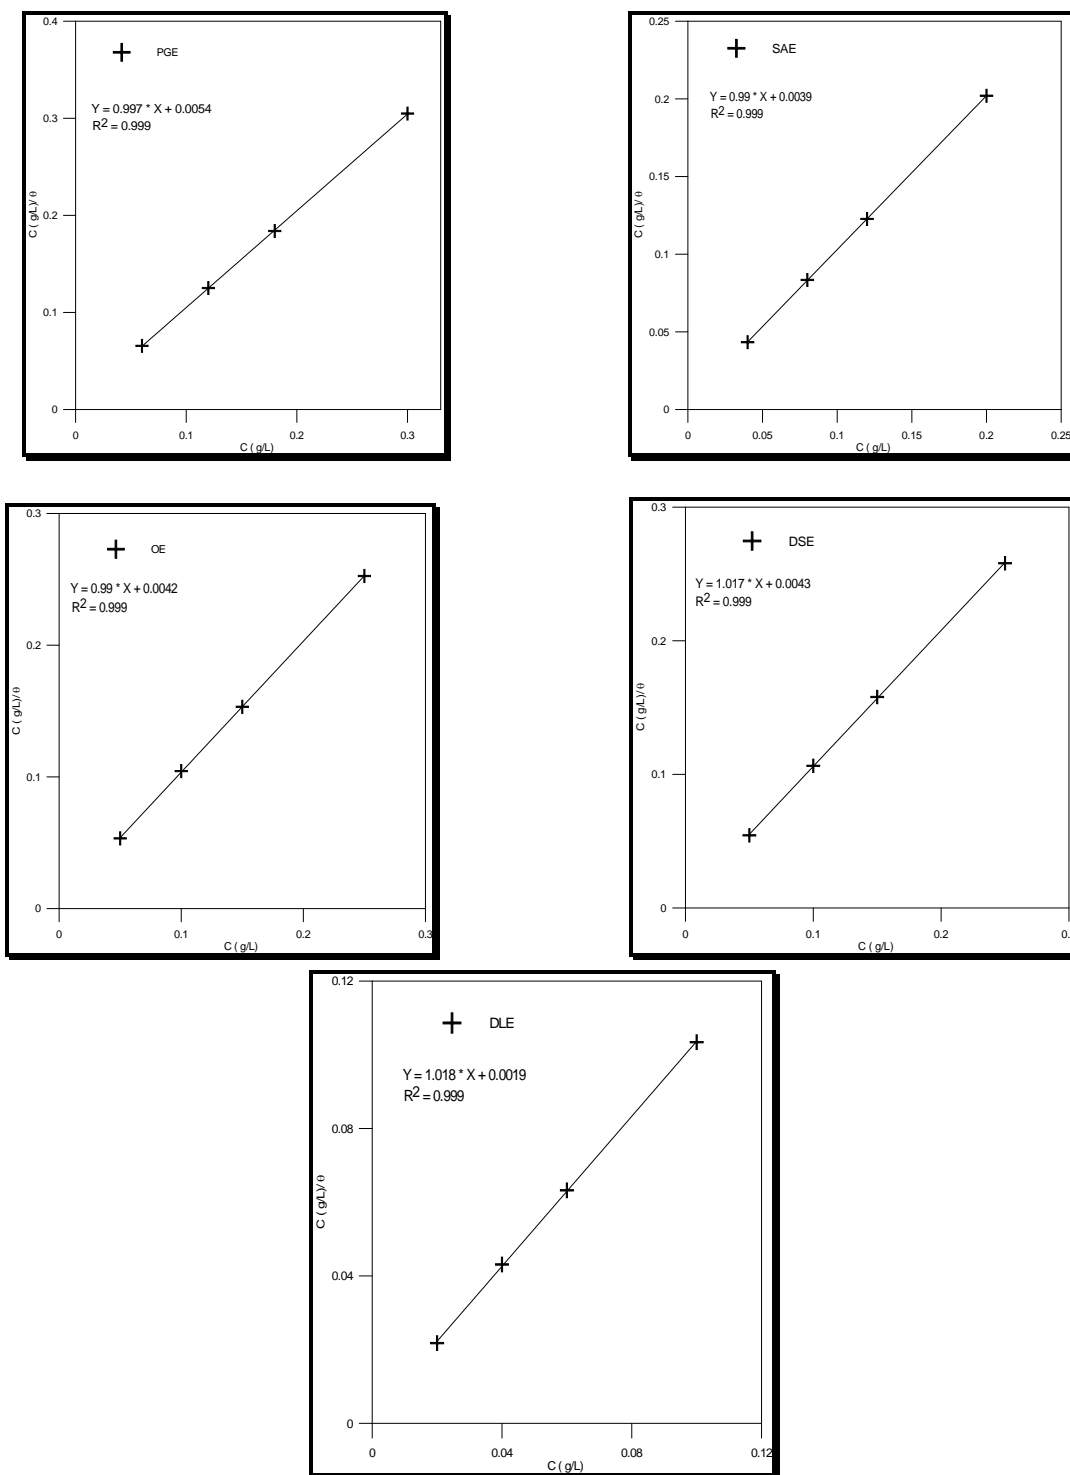 0.4
PGE
Y = 0.997 * X + 0.0054
R2 = 0.999
0.3
C ( g/L)/ θ
0.2
0.1
0
0 0.1 0.2 0.3
C ( g/L)
0.25
SAE
0.2
Y = 0.99 * X + 0.0039
R2 = 0.999
0.15
C ( g/L)/ θ
0.1
0.05
0
0 0.05 0.1 0.15 0.2 0.25
C ( g/L)
0.3
OE
Y = 0.99 * X + 0.0042
R2 = 0.999
0.2
C ( g/L)/ θ
0.1
0
0 0.1 0.2 0.3
C ( g/L)
0.3
DSE
Y = 1.017 * X + 0.0043
R2 = 0.999
0.2
C ( g/L)/ θ
0.1
0
0 0.1 0.2
C ( g/L)
0.12
DLE
Y = 1.018 * X + 0.0019
R2 = 0.999
0.08
C ( g/L)/ θ
0.04
0
0 0.04 0.08 0.12
C ( g/L)